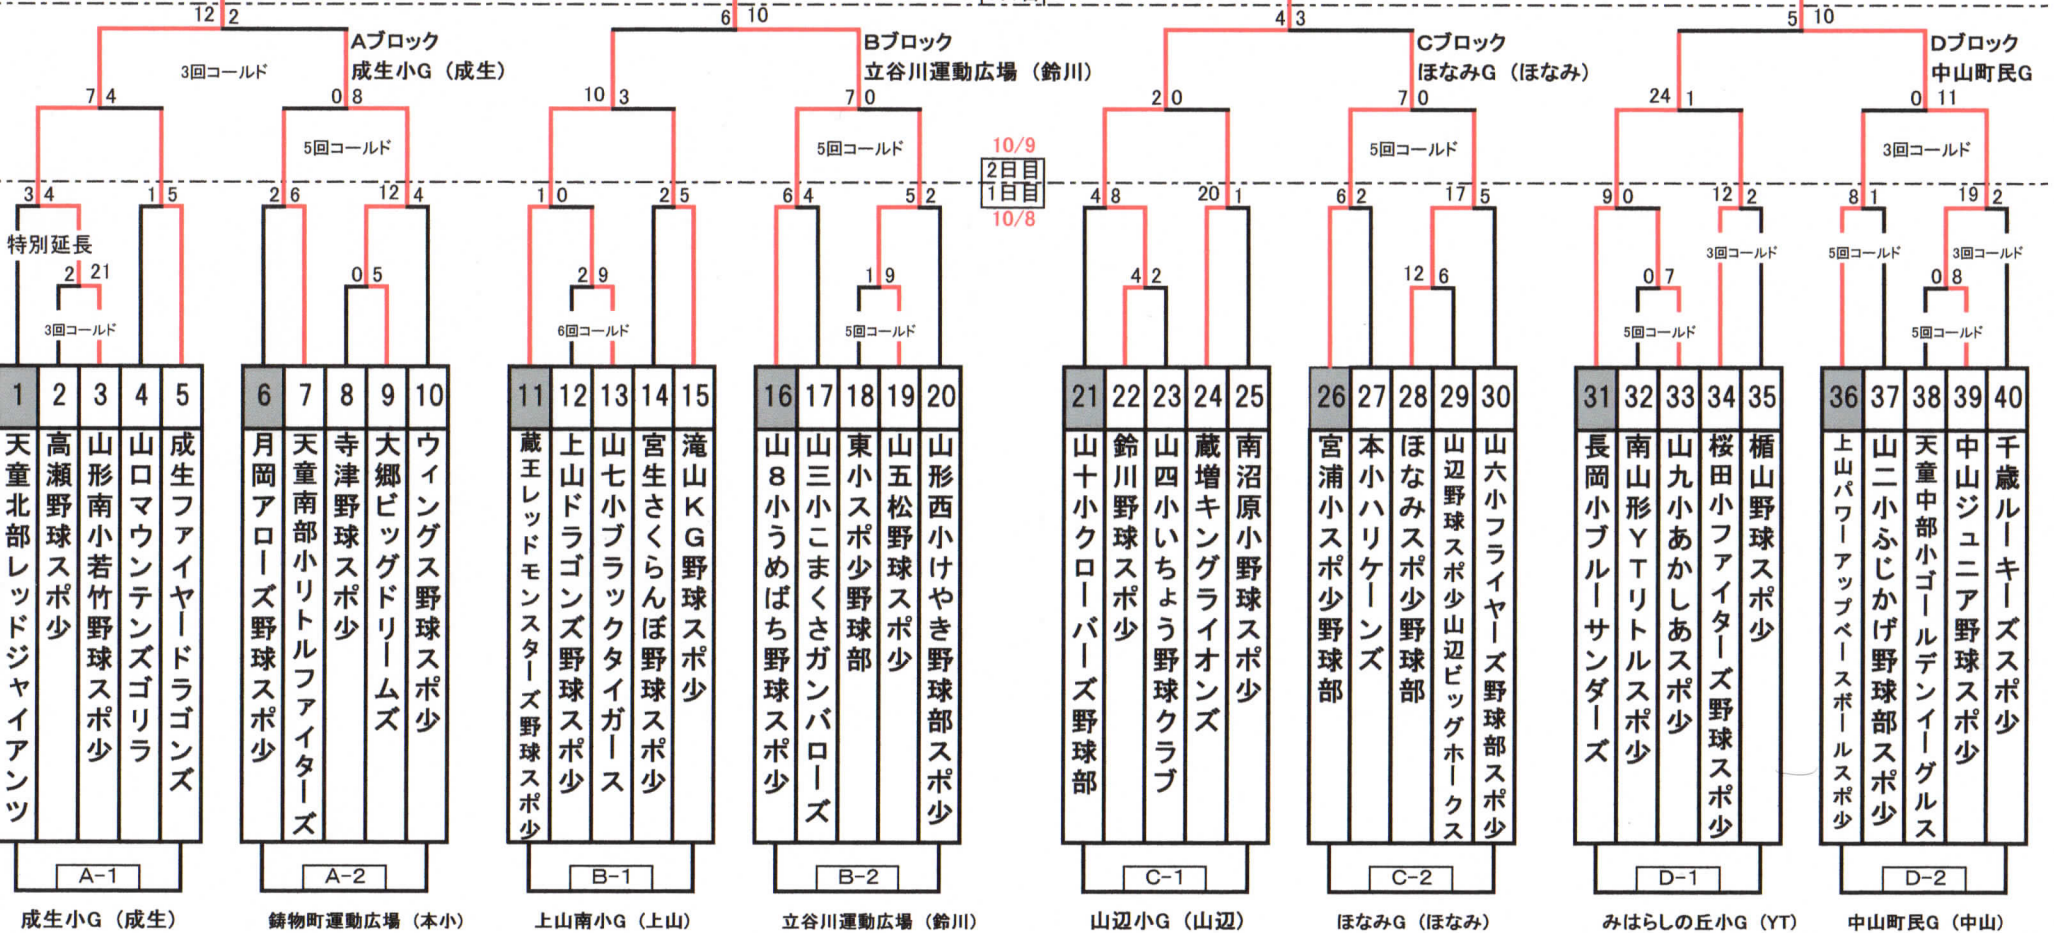 12 2
6 10
4 3
5 10
Aブロック
成生小G（成生）
Bブロック
立谷川運動広場（鈴川）
Cブロック
ほなみG（ほなみ）
Dブロック
中山町民G
3回コールド
7 4
0 8
10 3
7 0
2 0
7 0
24 1
0 11
5回コールド
5回コールド
5回コールド
3回コールド
10/9
2日目
1日目
10/8
3 4
1 5
2 6
12 4
1 0
2 5
6 4
5 2
4 8
20 1
6 2
17 5
9 0
12 2
8 1
19 2
特別延長
3回コールド
5回コールド
3回コールド
2 21
0 5
2 9
1 9
4 2
12 6
0 7
0 8
3回コールド
6回コールド
5回コールド
5回コールド
5回コールド
1 天童北部レッドジャイアンツ
2 高瀬野球スポ少
3 山形南小若竹野球スポ少
4 山口マウンテンズゴリラ
5 成生ファイヤードラゴンズ
6 月岡アローズ野球スポ少
7 天童南部小リトルファイターズ
8 寺津野球スポ少
9 大郷ビッグドリームズ
10 ウィングス野球スポ少
11 蔵王レッドモンスターズ野球スポ少
12 上山ドラゴンズ野球スポ少
13 山七小ブラックタイガース
14 宮生さくらんぼ野球スポ少
15 滝山KG野球スポ少
16 山8小うめばち野球スポ少
17 山三小こまくさガンバローズ
18 東小スポ少野球部
19 山五松野球スポ少
20 山形西小けやき野球部スポ少
21 山十小クローバーズ野球部
22 鈴川野球スポ少
23 山四小いちょう野球クラブ
24 蔵増キングライオンズ
25 南沼原小野球スポ少
26 宮浦小スポ少野球部
27 本小ハリケーンズ
28 ほなみスポ少野球部
29 山辺野球スポ少山辺ビッグホークス
30 山六小フライヤーズ野球部スポ少
31 長岡小ブルーサンダーズ
32 南山形YTリトルスポ少
33 山九小あかしあスポ少
34 桜田小ファイターズ野球スポ少
35 楯山野球スポ少
36 上山パワーアップベースボールスポ少
37 山二小ふじかげ野球部スポ少
38 天童中部小ゴールデンイーグルス
39 中山ジュニア野球スポ少
40 千歳ルーキーズスポ少
A-1
A-2
B-1
B-2
C-1
C-2
D-1
D-2
成生小G（成生）
鋳物町運動広場（本小）
上山南小G（上山）
立谷川運動広場（鈴川）
山辺小G（山辺）
ほなみG（ほなみ）
みはらしの丘小G（YT）
中山町民G（中山）